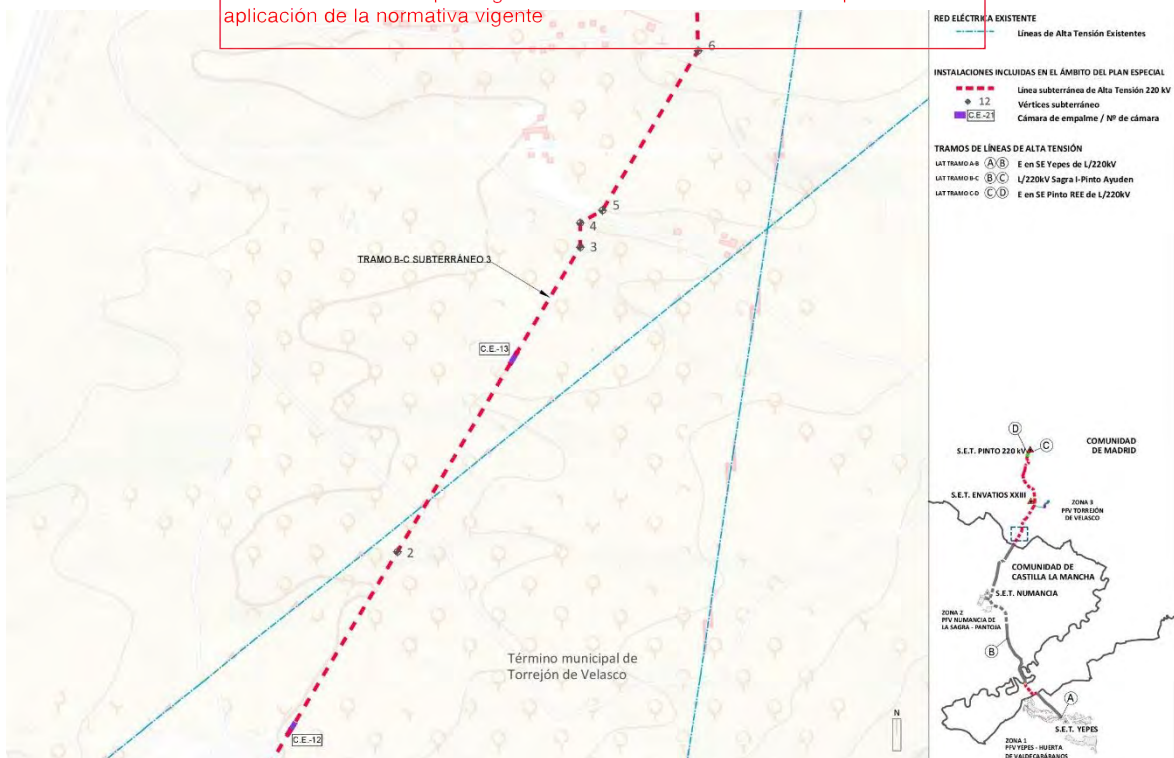 aplicación de la normativa vigente
RED ELÉCTRICA EXISTENTE
Líneas de Alta Tensión Existentes
INSTALACIONES INCLUIDAS EN EL ÁMBITO DEL PLAN ESPECIAL
Línea subterránea de Alta Tensión 220 kV
12 Vértices subterráneo
C.E.-21 Cámara de empalme / Nº de cámara
TRAMOS DE LÍNEAS DE ALTA TENSIÓN
LAT TRAMO A-B A B E en SE Yepes de L/220kV
LAT TRAMO B-C B C L/220kV Sagra I-Pinto Ayuden
LAT TRAMO C-D C D E en SE Pinto REE de L/220kV
6
5
4
3
TRAMO B-C SUBTERRÁNEO 3
C.E.-13
2
Término municipal de
Torrejón de Velasco
C.E.-12
N
D
C
S.E.T. PINTO 220 kV
COMUNIDAD
DE MADRID
S.E.T. ENVATIOS XXIII
ZONA 3
PFV TORREJÓN
DE VELASCO
COMUNIDAD DE
CASTILLA LA MANCHA
S.E.T. NUMANCIA
ZONA 2
PFV NUMANCIA DE
LA SAGRA - PANTOJA
B
A
S.E.T. YEPES
ZONA 1
PFV YEPES - HUERTA
DE VALDECARÁBANOS